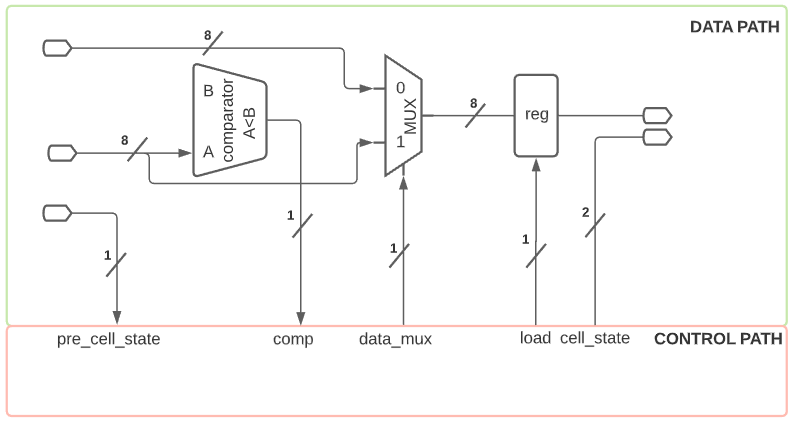 DATA PATH
8
B
comparator
A<B
A
8
0
MUX
1
8
reg
1
1
1
1
2
pre_cell_state
comp
data_mux
load
cell_state
CONTROL PATH